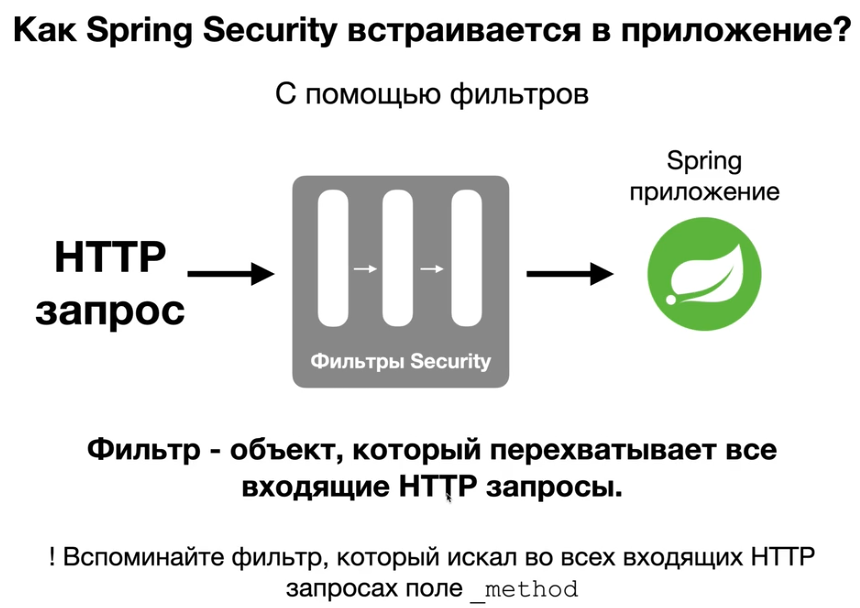 Как Spring Security встраивается в приложение?
С помощью фильтров
Spring
приложение
HTTP
запрос
Фильтры Security
Фильтр - объект, который перехватывает все
входящие HTTP запросы.
! Вспоминайте фильтр, который искал во всех входящих HTTP
запросах поле _method